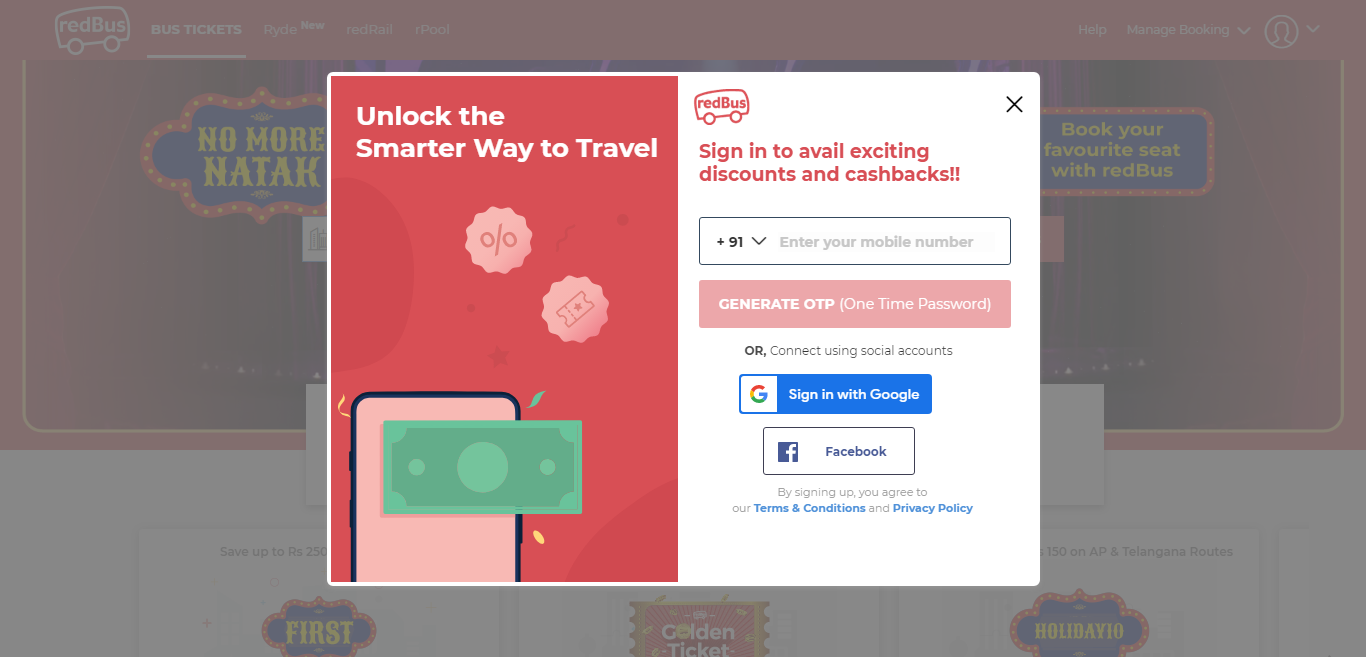 redBus
BUS TICKETS
Ryde New
redRail
rPool
Help
Manage Booking
NO MORE
NATAK
Book your
favourite seat
with redBus
Unlock the
Smarter Way to Travel
%
redBus
Sign in to avail exciting
discounts and cashbacks!!
+ 91
Enter your mobile number
GENERATE OTP (One Time Password)
OR, Connect using social accounts
Sign in with Google
Facebook
By signing up, you agree to
our Terms & Conditions and Privacy Policy
Save up to Rs 250
150 on AP & Telangana Routes
FIRST
Golden
Ticket
HOLIDAYIO